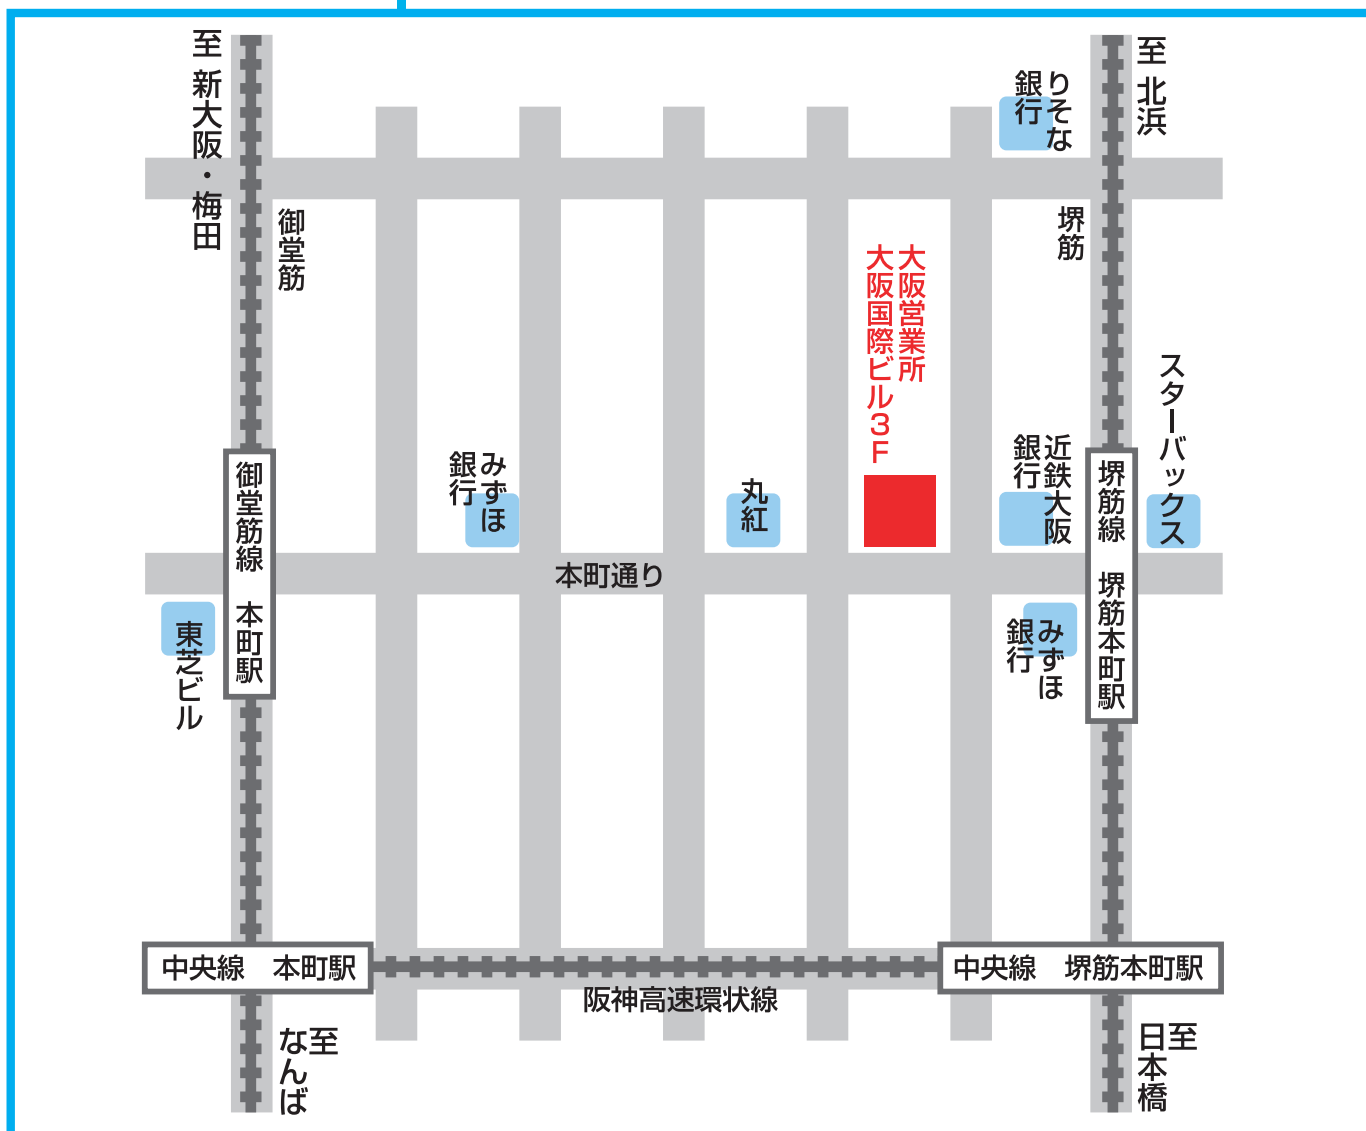 至 新大阪・梅田
御堂筋
りそな
銀行
至 北浜
堺筋
大阪営業所
大阪国際ビル3F
スターバックス
みずほ
銀行
丸紅
近鉄大阪
銀行
御堂筋線 本町駅
堺筋線 堺筋本町駅
本町通り
東芝ビル
みずほ
銀行
中央線 本町駅
中央線 堺筋本町駅
阪神高速環状線
至
なんば
至
日本橋